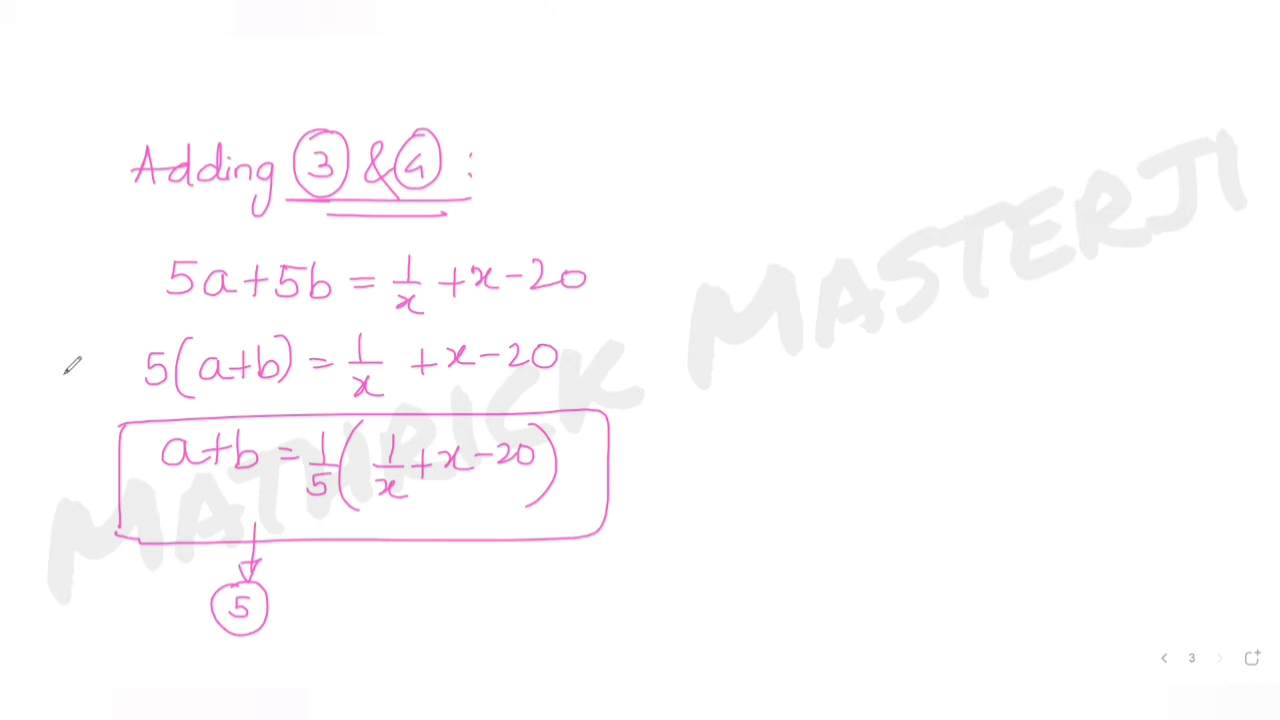 Adding ③ & ④ :
5a+5b = 1/x + x - 20
5(a+b) = 1/x + x - 20
a+b = 1/5 (1/x + x - 20)
⑤
MATHRICK MASTERJI
< 3 >